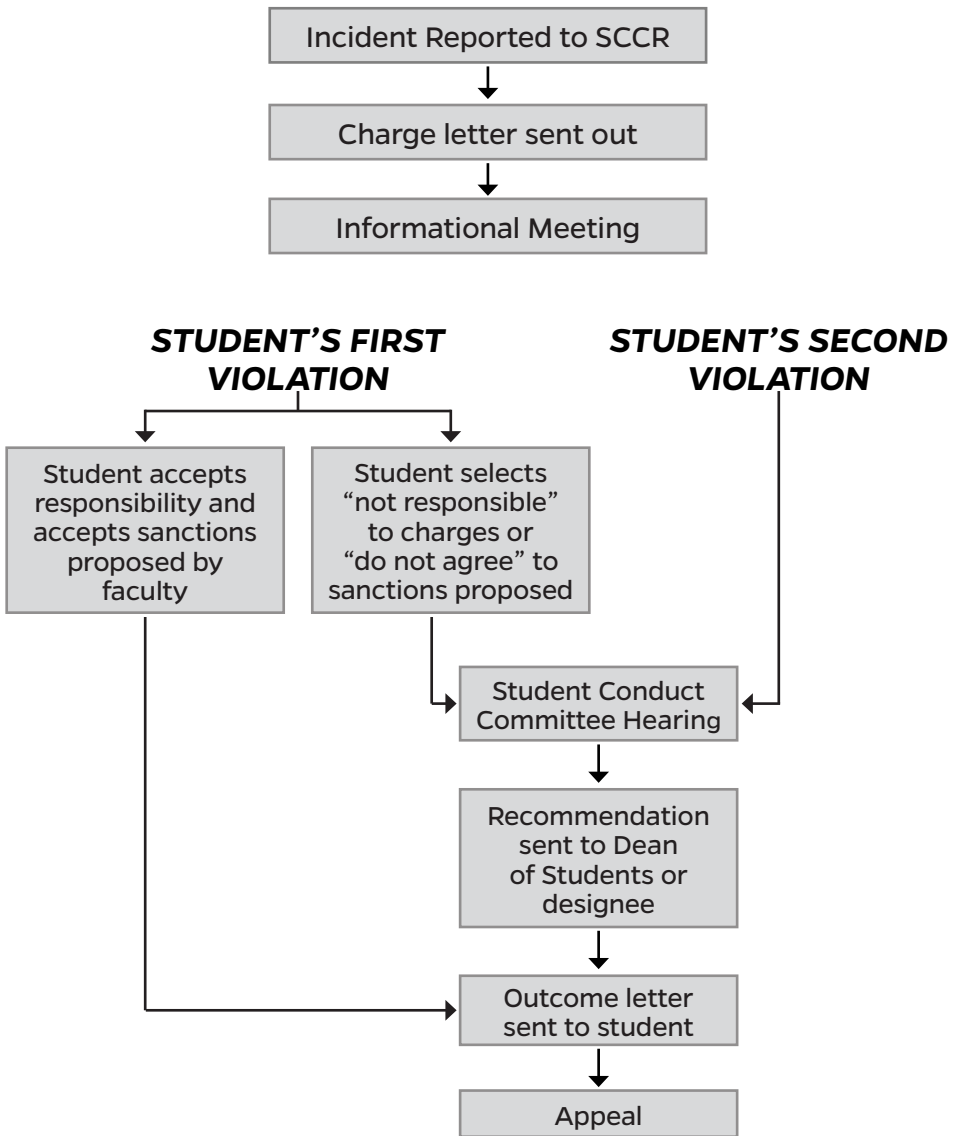 Incident Reported to SCCR
Charge letter sent out
Informational Meeting
STUDENT’S FIRST
VIOLATION
STUDENT’S SECOND
VIOLATION
Student accepts
responsibility and
accepts sanctions
proposed by
faculty
Student selects
“not responsible”
to charges or
“do not agree” to
sanctions proposed
Student Conduct
Committee Hearing
Recommendation
sent to Dean
of Students or
designee
Outcome letter
sent to student
Appeal